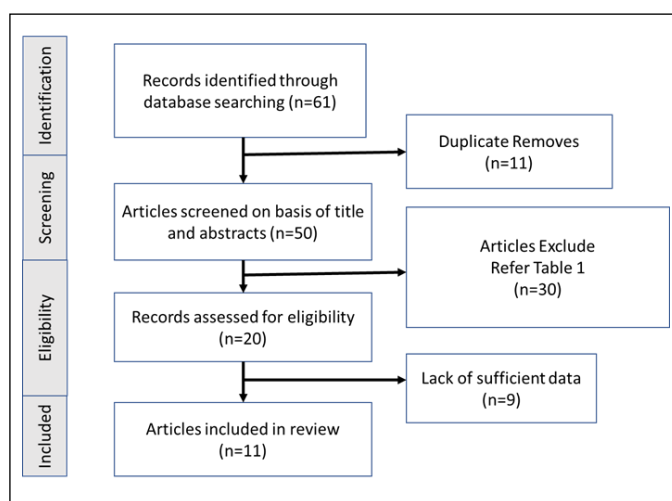 Identification
Records identified through
database searching (n=61)
Duplicate Removes
(n=11)
Screening
Articles screened on basis of title
and abstracts (n=50)
Articles Exclude
Refer Table 1
(n=30)
Eligibility
Records assessed for eligibility
(n=20)
Lack of sufficient data
(n=9)
Included
Articles included in review
(n=11)